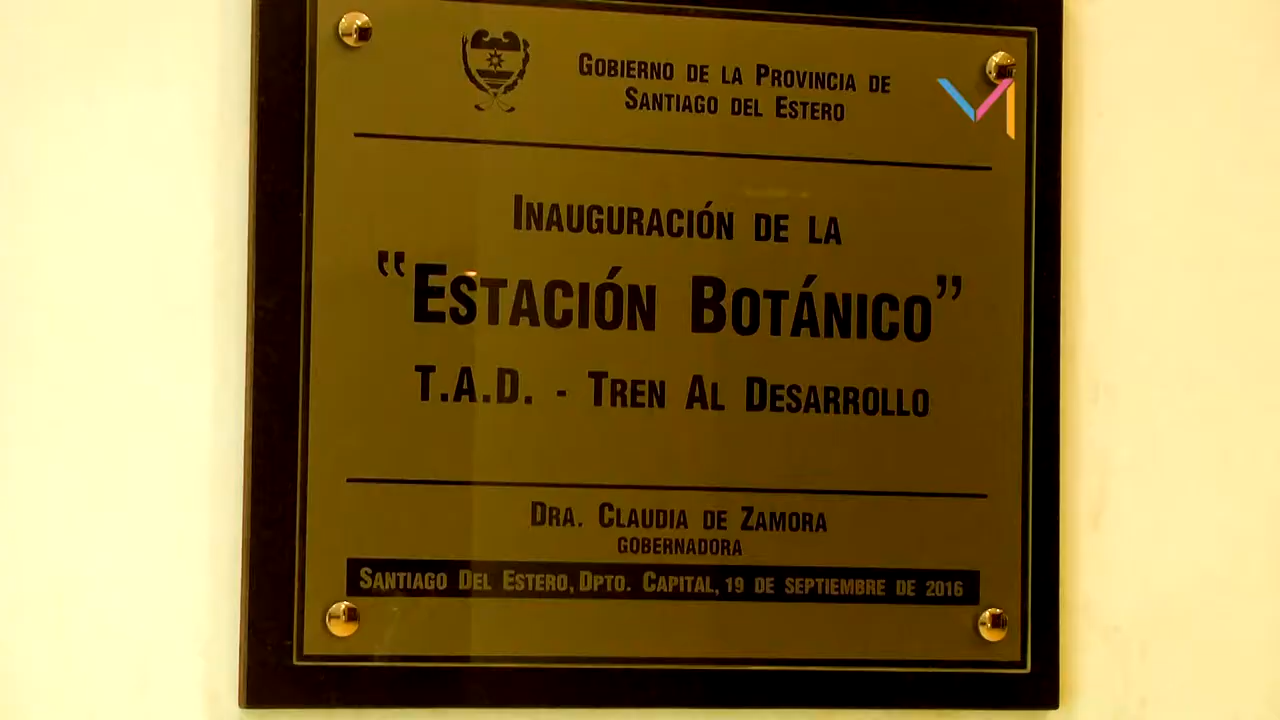 GOBIERNO DE LA PROVINCIA DE
SANTIAGO DEL ESTERO
INAUGURACIÓN DE LA
“ESTACIÓN BOTÁNICO”
T.A.D. - TREN AL DESARROLLO
DRA. CLAUDIA DE ZAMORA
GOBERNADORA
SANTIAGO DEL ESTERO, DPTO. CAPITAL, 19 DE SEPTIEMBRE DE 2016